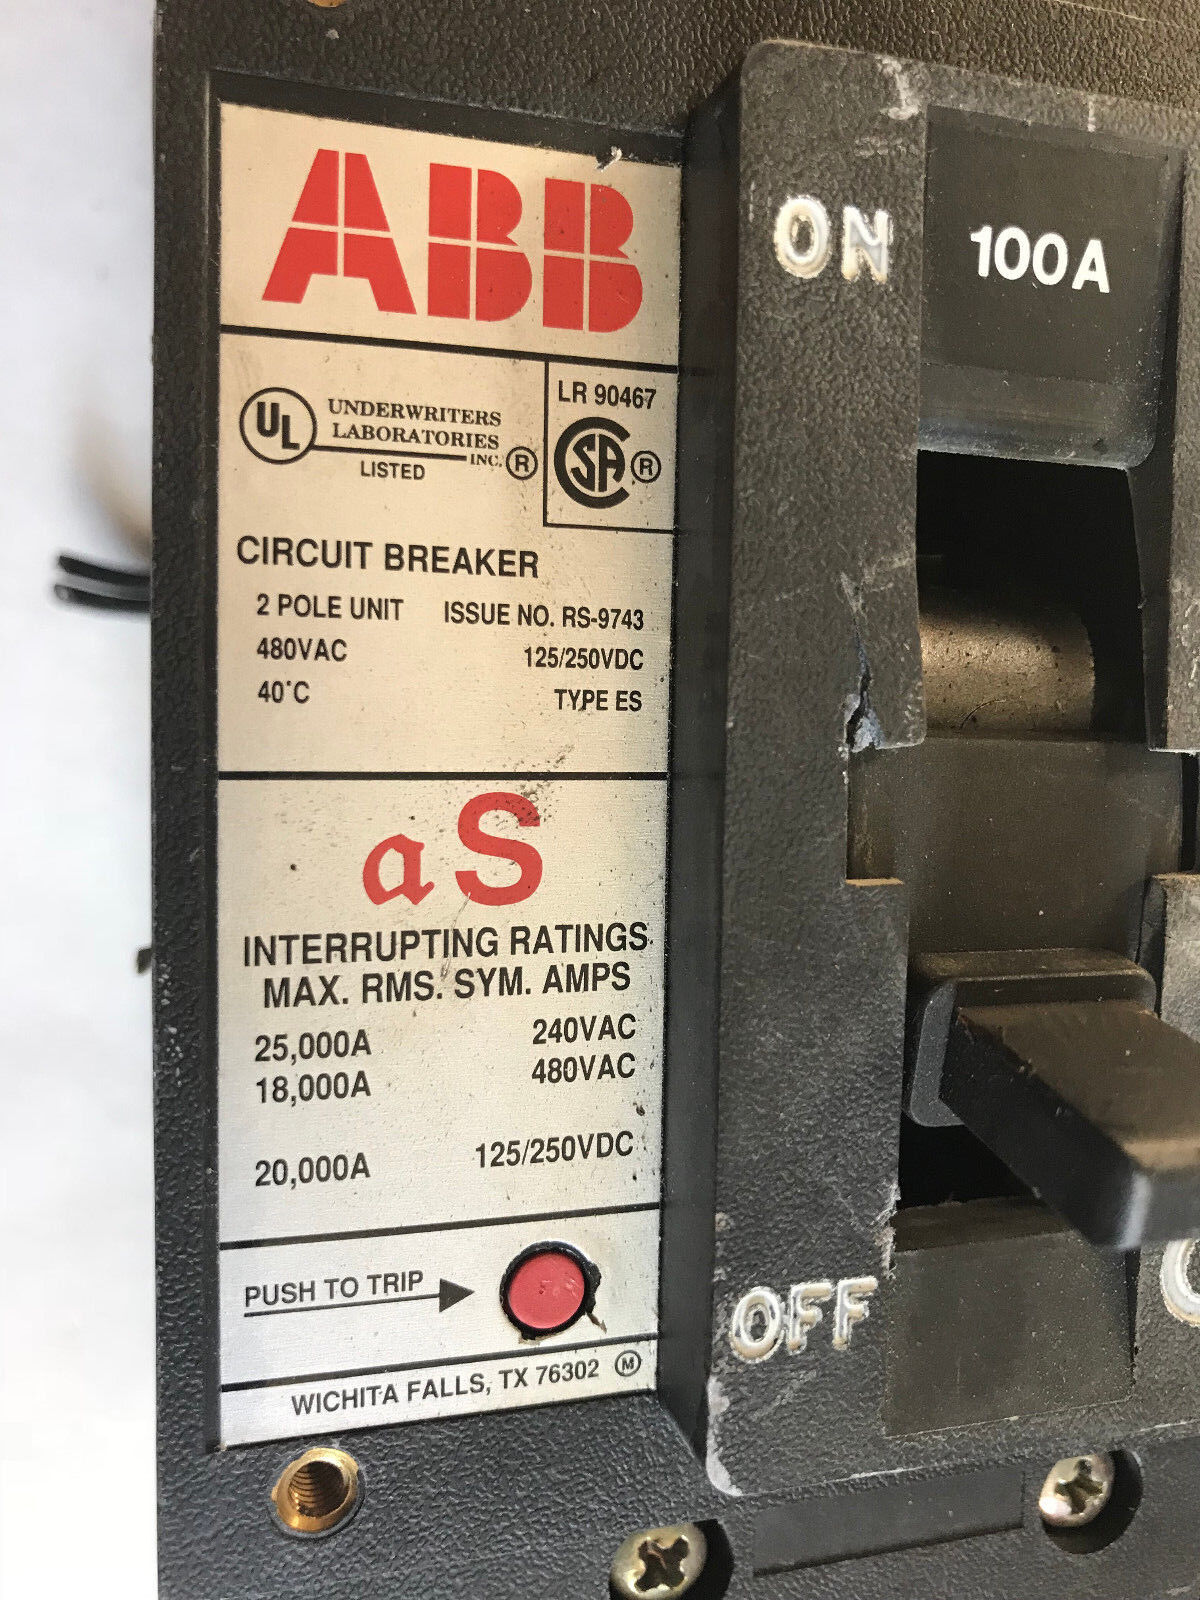 ABB
UL
UNDERWRITERS
LABORATORIES
INC. ®
LISTED
LR 90467
CSA ®
CIRCUIT BREAKER
2 POLE UNIT ISSUE NO. RS-9743
480VAC 125/250VDC
40°C TYPE ES
aS
INTERRUPTING RATINGS
MAX. RMS. SYM. AMPS
25,000A 240VAC
18,000A 480VAC
20,000A 125/250VDC
PUSH TO TRIP
WICHITA FALLS, TX 76302 Ⓜ
ON
100A
OFF